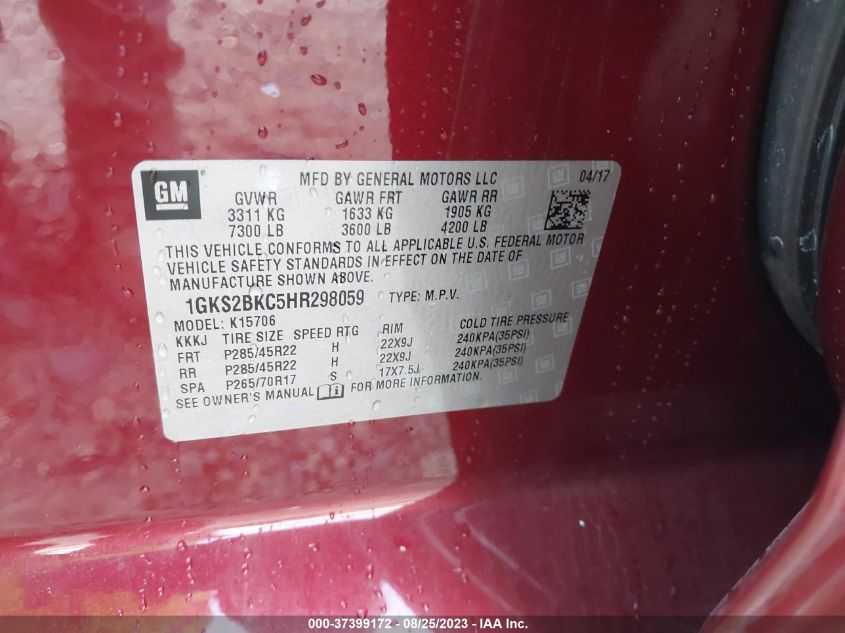 GM
MFD BY GENERAL MOTORS LLC 04/17
GVWR GAWR FRT GAWR RR
3311 KG 1633 KG 1905 KG
7300 LB 3600 LB 4200 LB
THIS VEHICLE CONFORMS TO ALL APPLICABLE U.S. FEDERAL MOTOR
VEHICLE SAFETY STANDARDS IN EFFECT ON THE DATE OF
MANUFACTURE SHOWN ABOVE.
1GKS2BKC5HR298059 TYPE: M.P.V.
MODEL: K15706
KKKJ TIRE SIZE SPEED RTG RIM COLD TIRE PRESSURE
FRT P285/45R22 H 22X9J 240KPA(35PSI)
RR P285/45R22 H 22X9J 240KPA(35PSI)
SPA P265/70R17 S 17X7.5J 240KPA(35PSI)
SEE OWNER'S MANUAL FOR MORE INFORMATION.
000-37399172 - 08/25/2023 - IAA Inc.